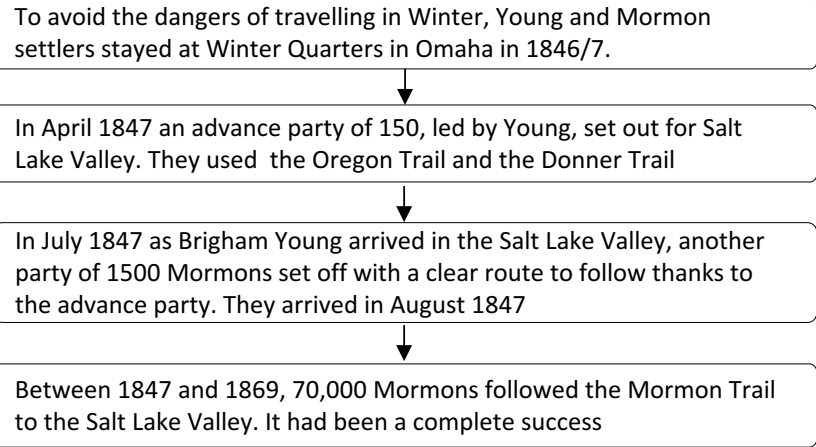 To avoid the dangers of travelling in Winter, Young and Mormon
settlers stayed at Winter Quarters in Omaha in 1846/7.
In April 1847 an advance party of 150, led by Young, set out for Salt
Lake Valley. They used  the Oregon Trail and the Donner Trail
In July 1847 as Brigham Young arrived in the Salt Lake Valley, another
party of 1500 Mormons set off with a clear route to follow thanks to
the advance party. They arrived in August 1847
Between 1847 and 1869, 70,000 Mormons followed the Mormon Trail
to the Salt Lake Valley. It had been a complete success